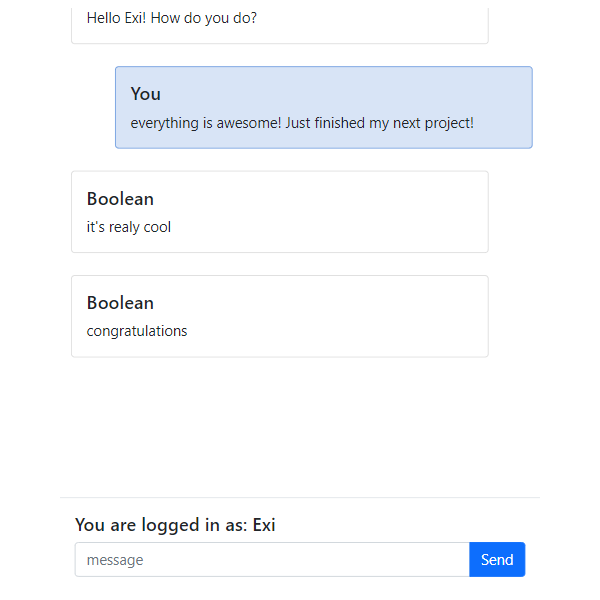 Hello Exi! How do you do?
You
everything is awesome! Just finished my next project!
Boolean
it's realy cool
Boolean
congratulations
You are logged in as: Exi
message
Send